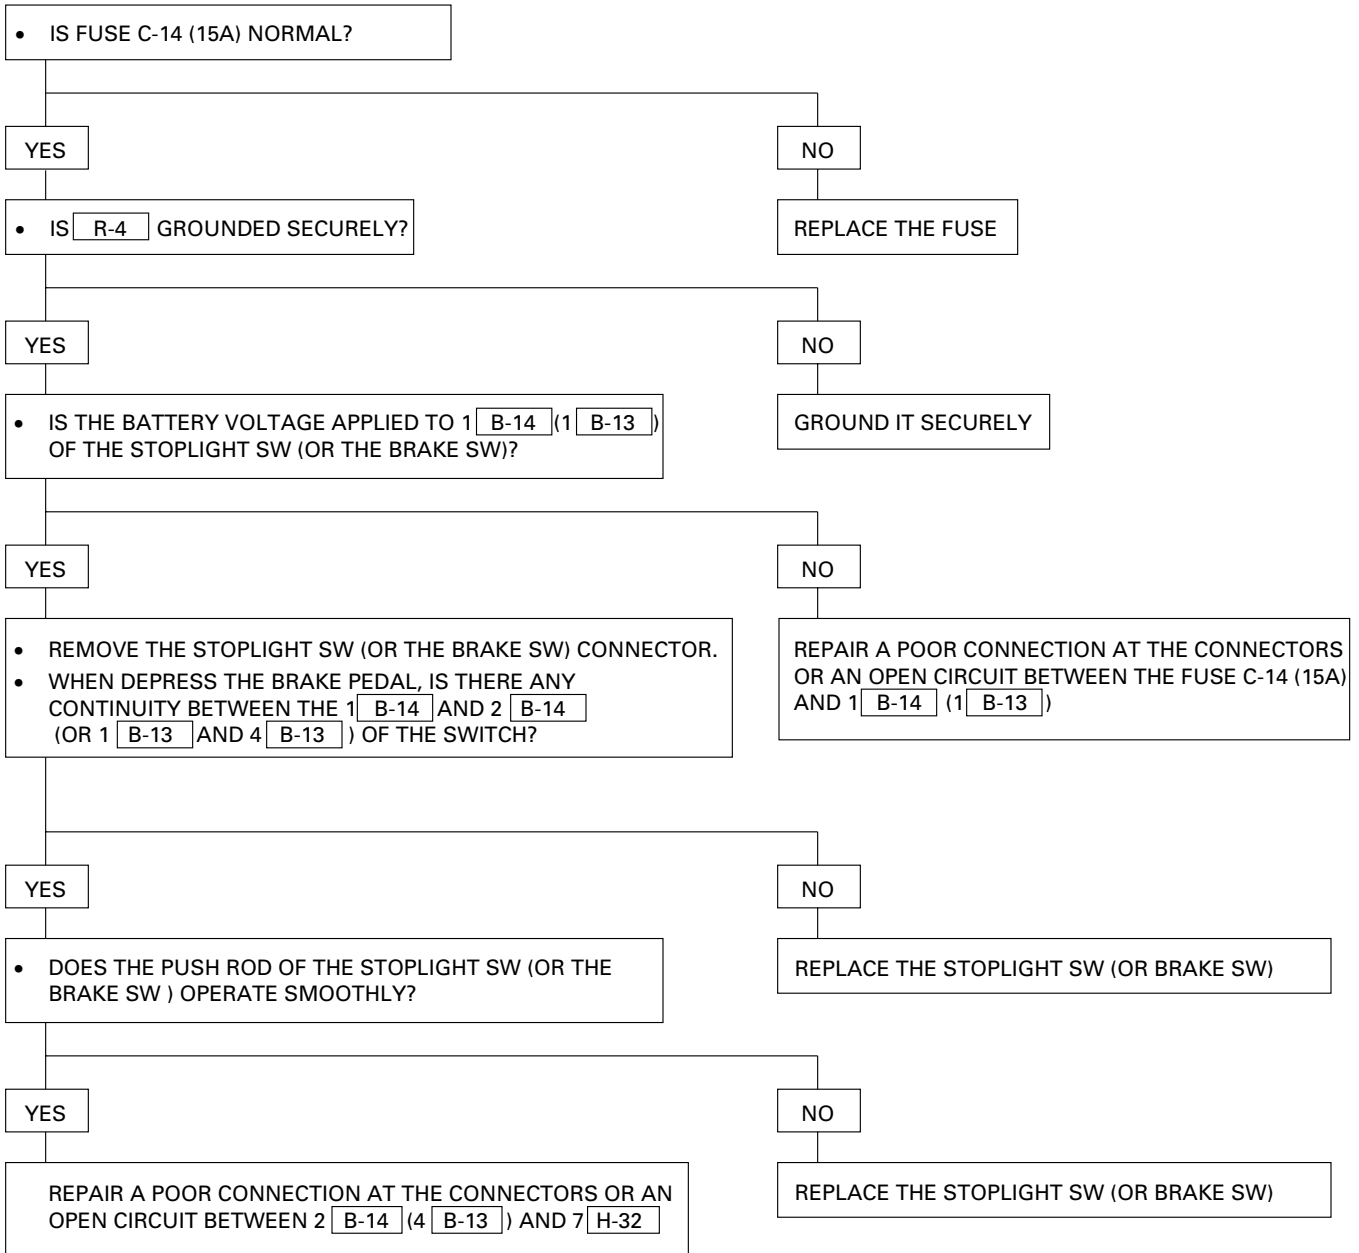 • IS FUSE C-14 (15A) NORMAL?
YES
NO
• IS R-4 GROUNDED SECURELY?
REPLACE THE FUSE
YES
NO
• IS THE BATTERY VOLTAGE APPLIED TO 1 B-14 (1 B-13 )
OF THE STOPLIGHT SW (OR THE BRAKE SW)?
GROUND IT SECURELY
YES
NO
• REMOVE THE STOPLIGHT SW (OR THE BRAKE SW) CONNECTOR.
• WHEN DEPRESS THE BRAKE PEDAL, IS THERE ANY
CONTINUITY BETWEEN THE 1 B-14 AND 2 B-14
(OR 1 B-13 AND 4 B-13 ) OF THE SWITCH?
REPAIR A POOR CONNECTION AT THE CONNECTORS
OR AN OPEN CIRCUIT BETWEEN THE FUSE C-14 (15A)
AND 1 B-14 (1 B-13 )
YES
NO
• DOES THE PUSH ROD OF THE STOPLIGHT SW (OR THE
BRAKE SW ) OPERATE SMOOTHLY?
REPLACE THE STOPLIGHT SW (OR BRAKE SW)
YES
NO
REPAIR A POOR CONNECTION AT THE CONNECTORS OR AN
OPEN CIRCUIT BETWEEN 2 B-14 (4 B-13 ) AND 7 H-32
REPLACE THE STOPLIGHT SW (OR BRAKE SW)